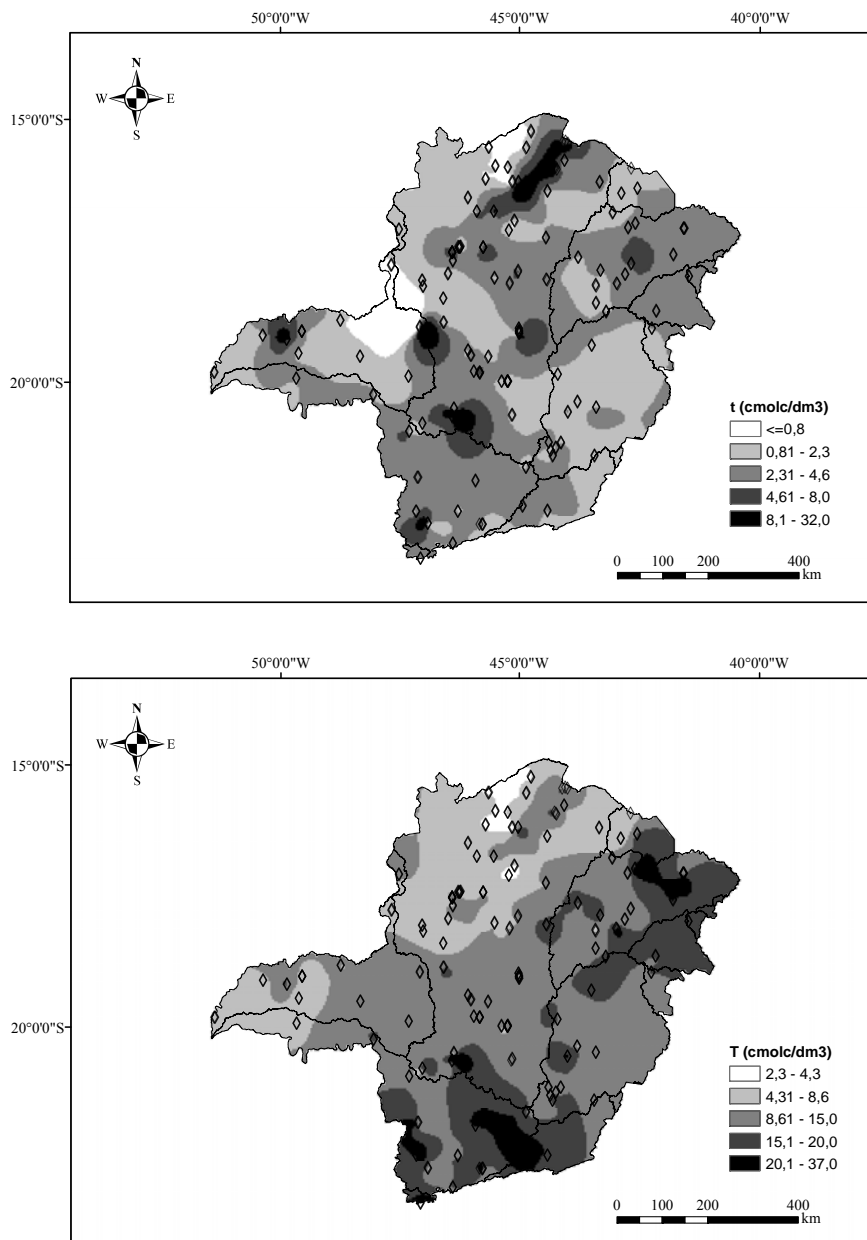 50°0'0"W 45°0'0"W 40°0'0"W
N
W E
S
15°0'0"S
20°0'0"S
t (cmolc/dm3)
<=0,8
0,81 - 2,3
2,31 - 4,6
4,61 - 8,0
8,1 - 32,0
0 100 200 400
km
50°0'0"W 45°0'0"W 40°0'0"W
N
W E
S
15°0'0"S
20°0'0"S
T (cmolc/dm3)
2,3 - 4,3
4,31 - 8,6
8,61 - 15,0
15,1 - 20,0
20,1 - 37,0
0 100 200 400
km